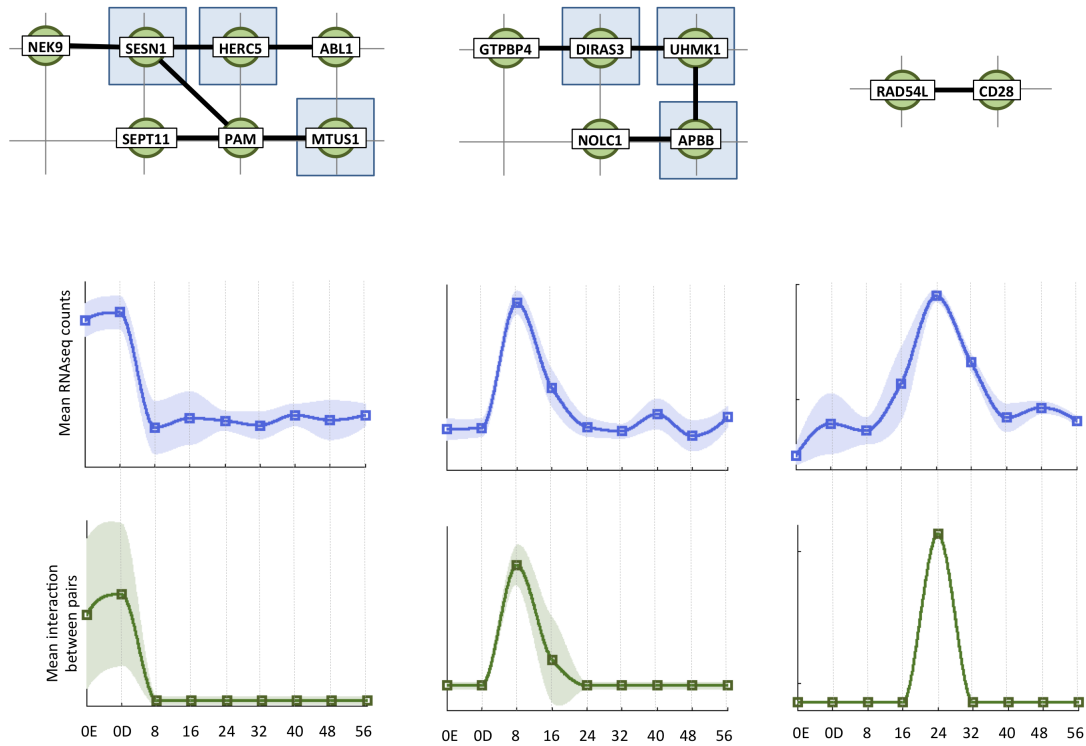 NEK9 SESN1 HERC5 ABL1
SEPT11 PAM MTUS1
GTPBP4 DIRAS3 UHMK1
NOLC1 APBB
RAD54L CD28
Mean RNAseq counts
Mean interaction
between pairs
0E 0D 8 16 24 32 40 48 56
0E 0D 8 16 24 32 40 48 56
0E 0D 8 16 24 32 40 48 56